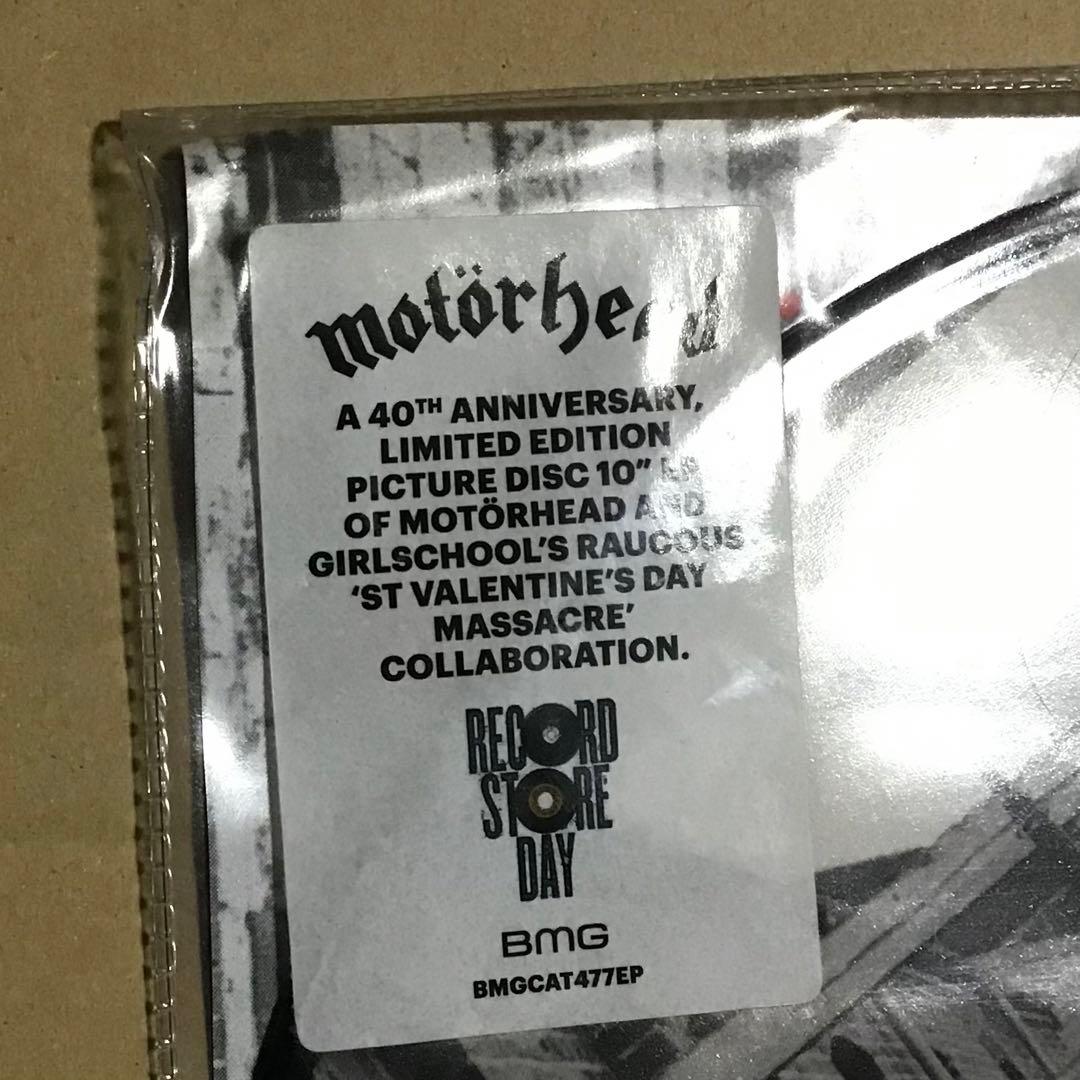 Motörhead
A 40TH ANNIVERSARY,
LIMITED EDITION
PICTURE DISC 10”
OF MOTÖRHEAD AND
GIRLSCHOOL’S RAUCOUS
‘ST VALENTINE’S DAY
MASSACRE’
COLLABORATION.
RECORD
STORE
DAY
BMG
BMGCAT477EP